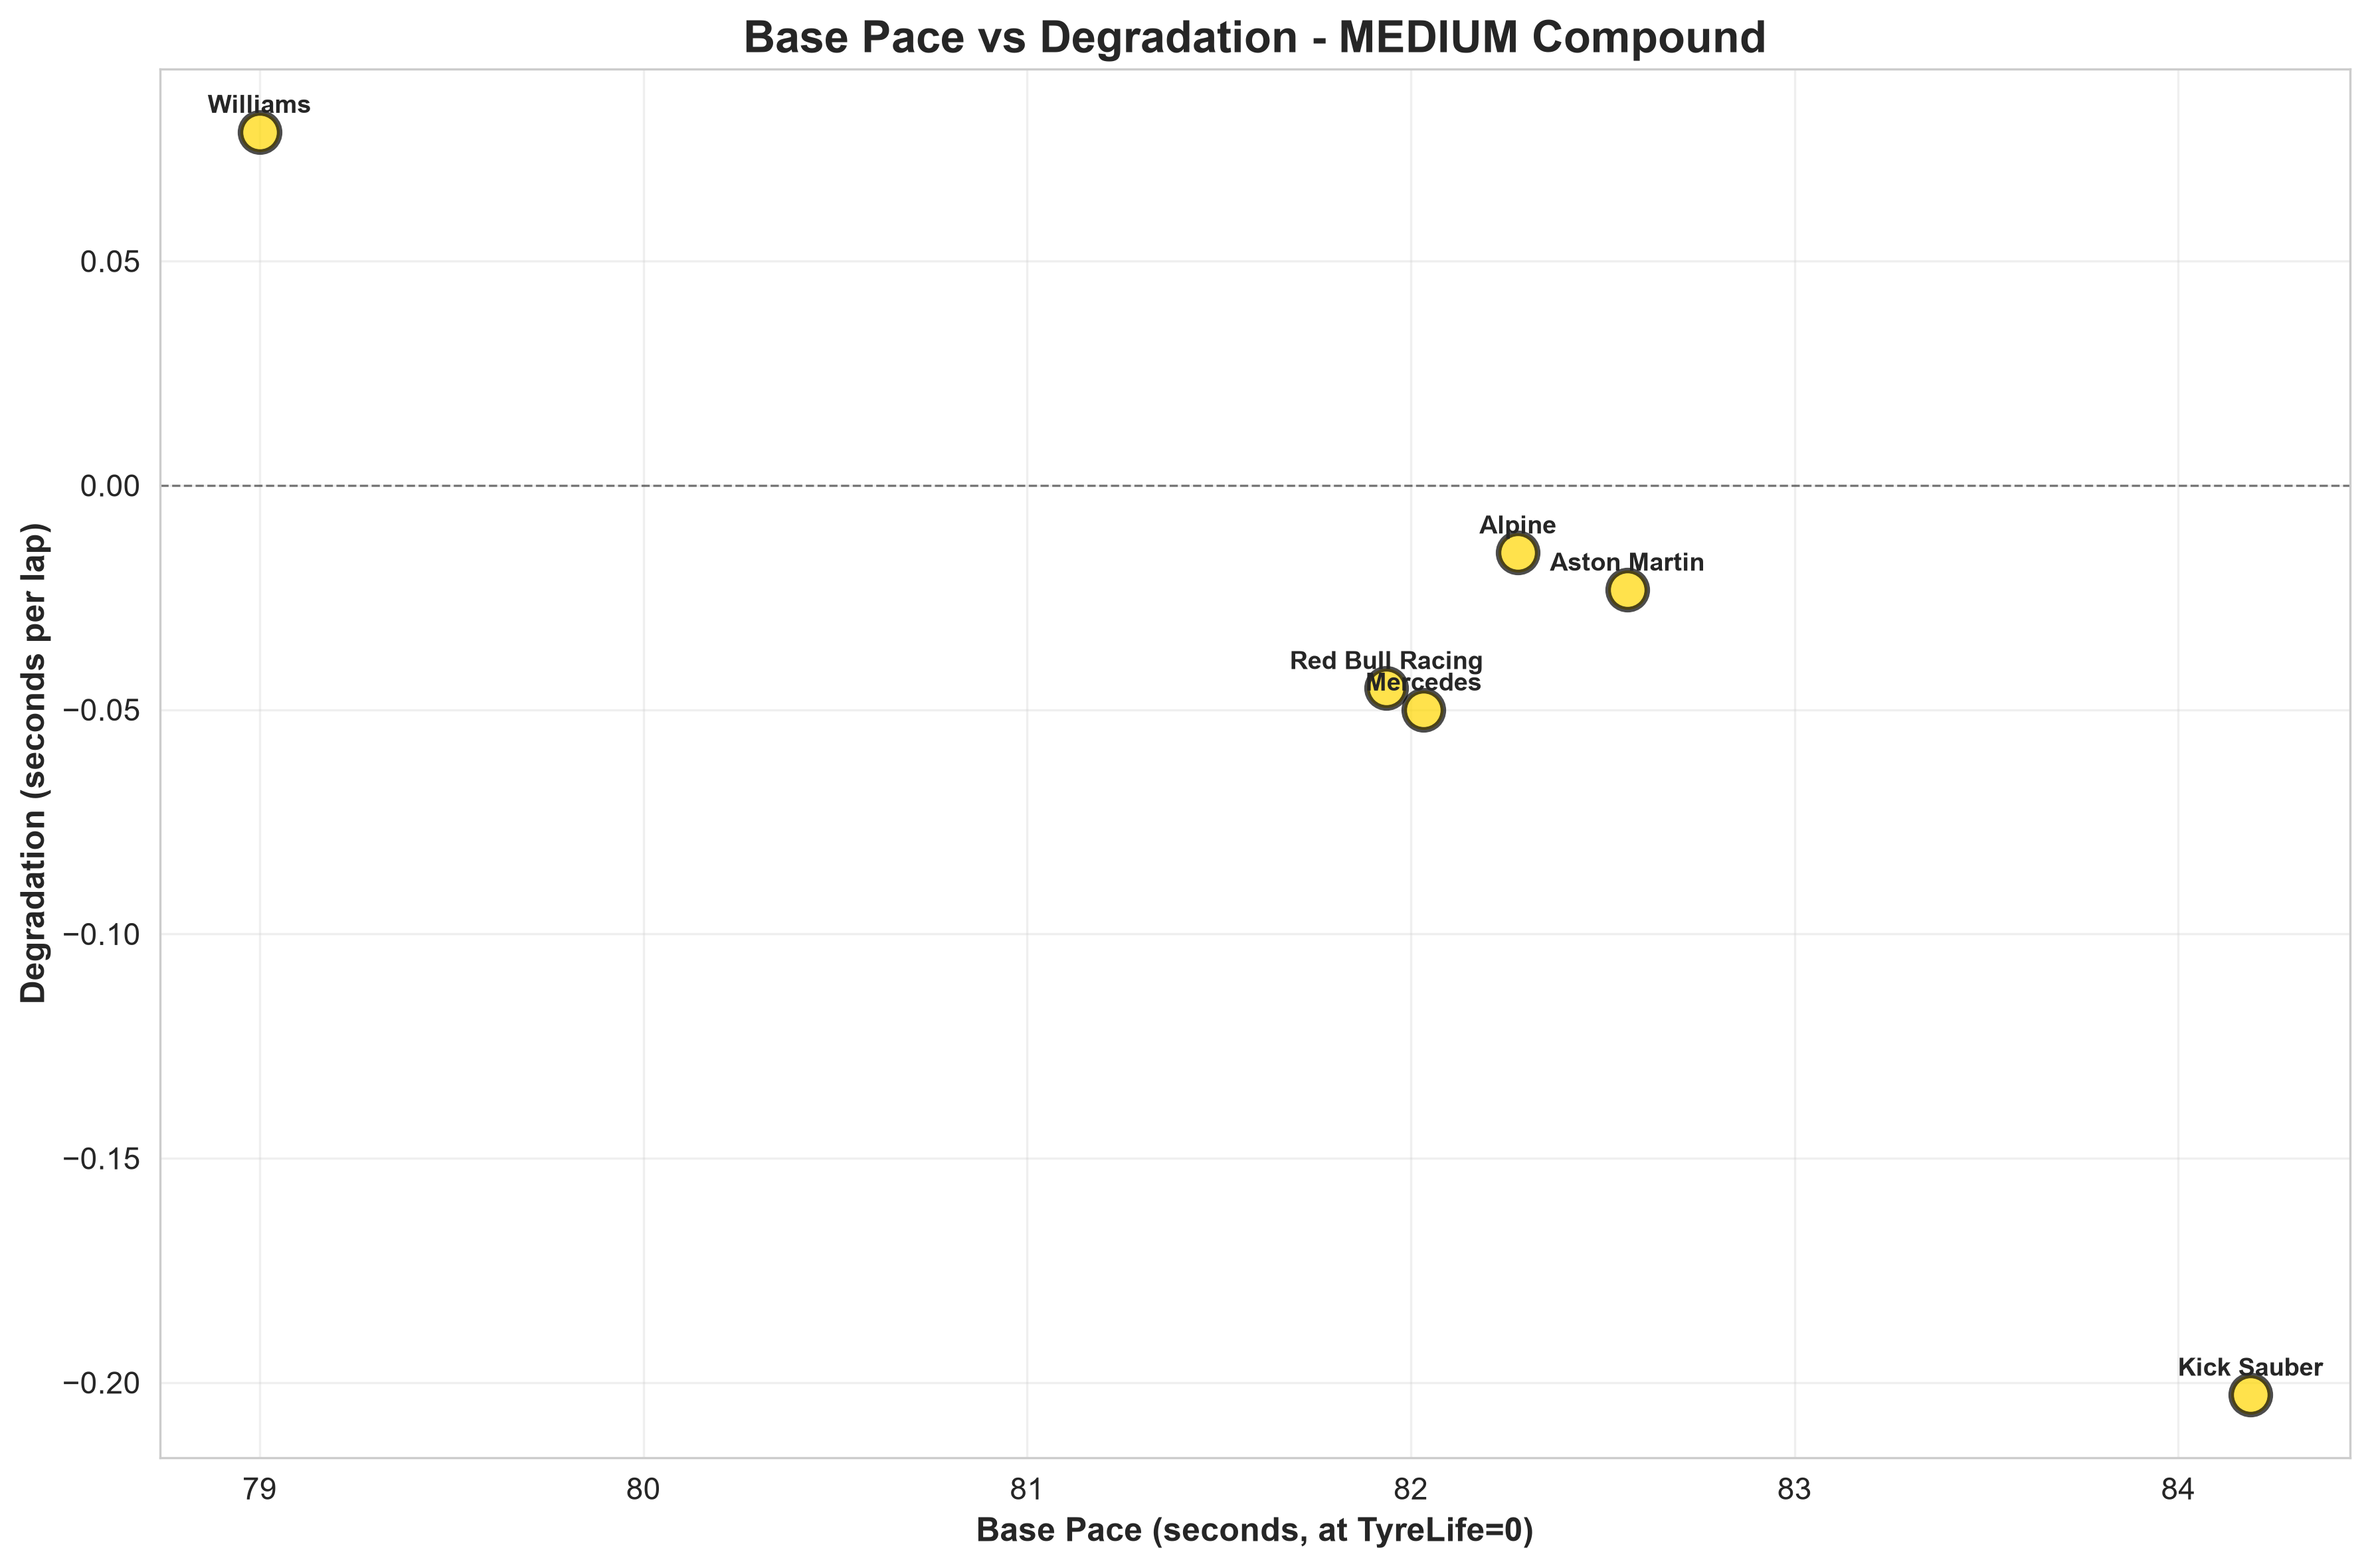 Base Pace vs Degradation - MEDIUM Compound
Williams
0.05
0.00
Alpine
Aston Martin
Red Bull Racing
Mercedes
−0.05
−0.10
−0.15
Kick Sauber
−0.20
Degradation (seconds per lap)
79 80 81 82 83 84
Base Pace (seconds, at TyreLife=0)